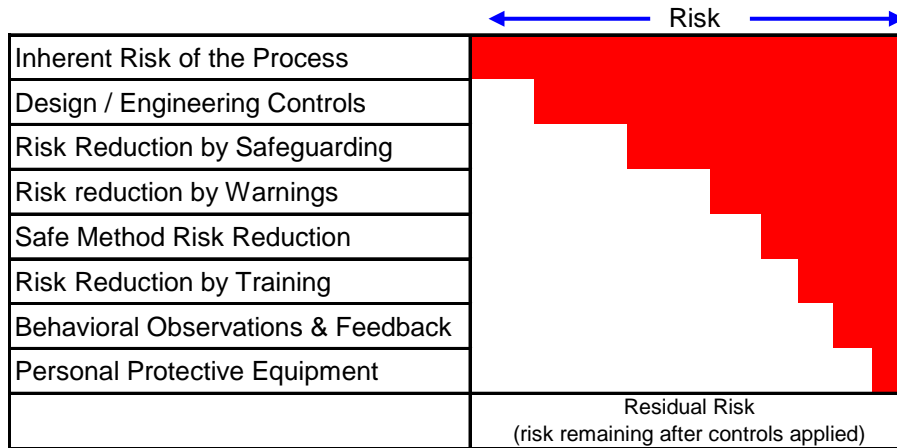 Risk
Inherent Risk of the Process
Design / Engineering Controls
Risk Reduction by Safeguarding
Risk reduction by Warnings
Safe Method Risk Reduction
Risk Reduction by Training
Behavioral Observations & Feedback
Personal Protective Equipment
Residual Risk
(risk remaining after controls applied)